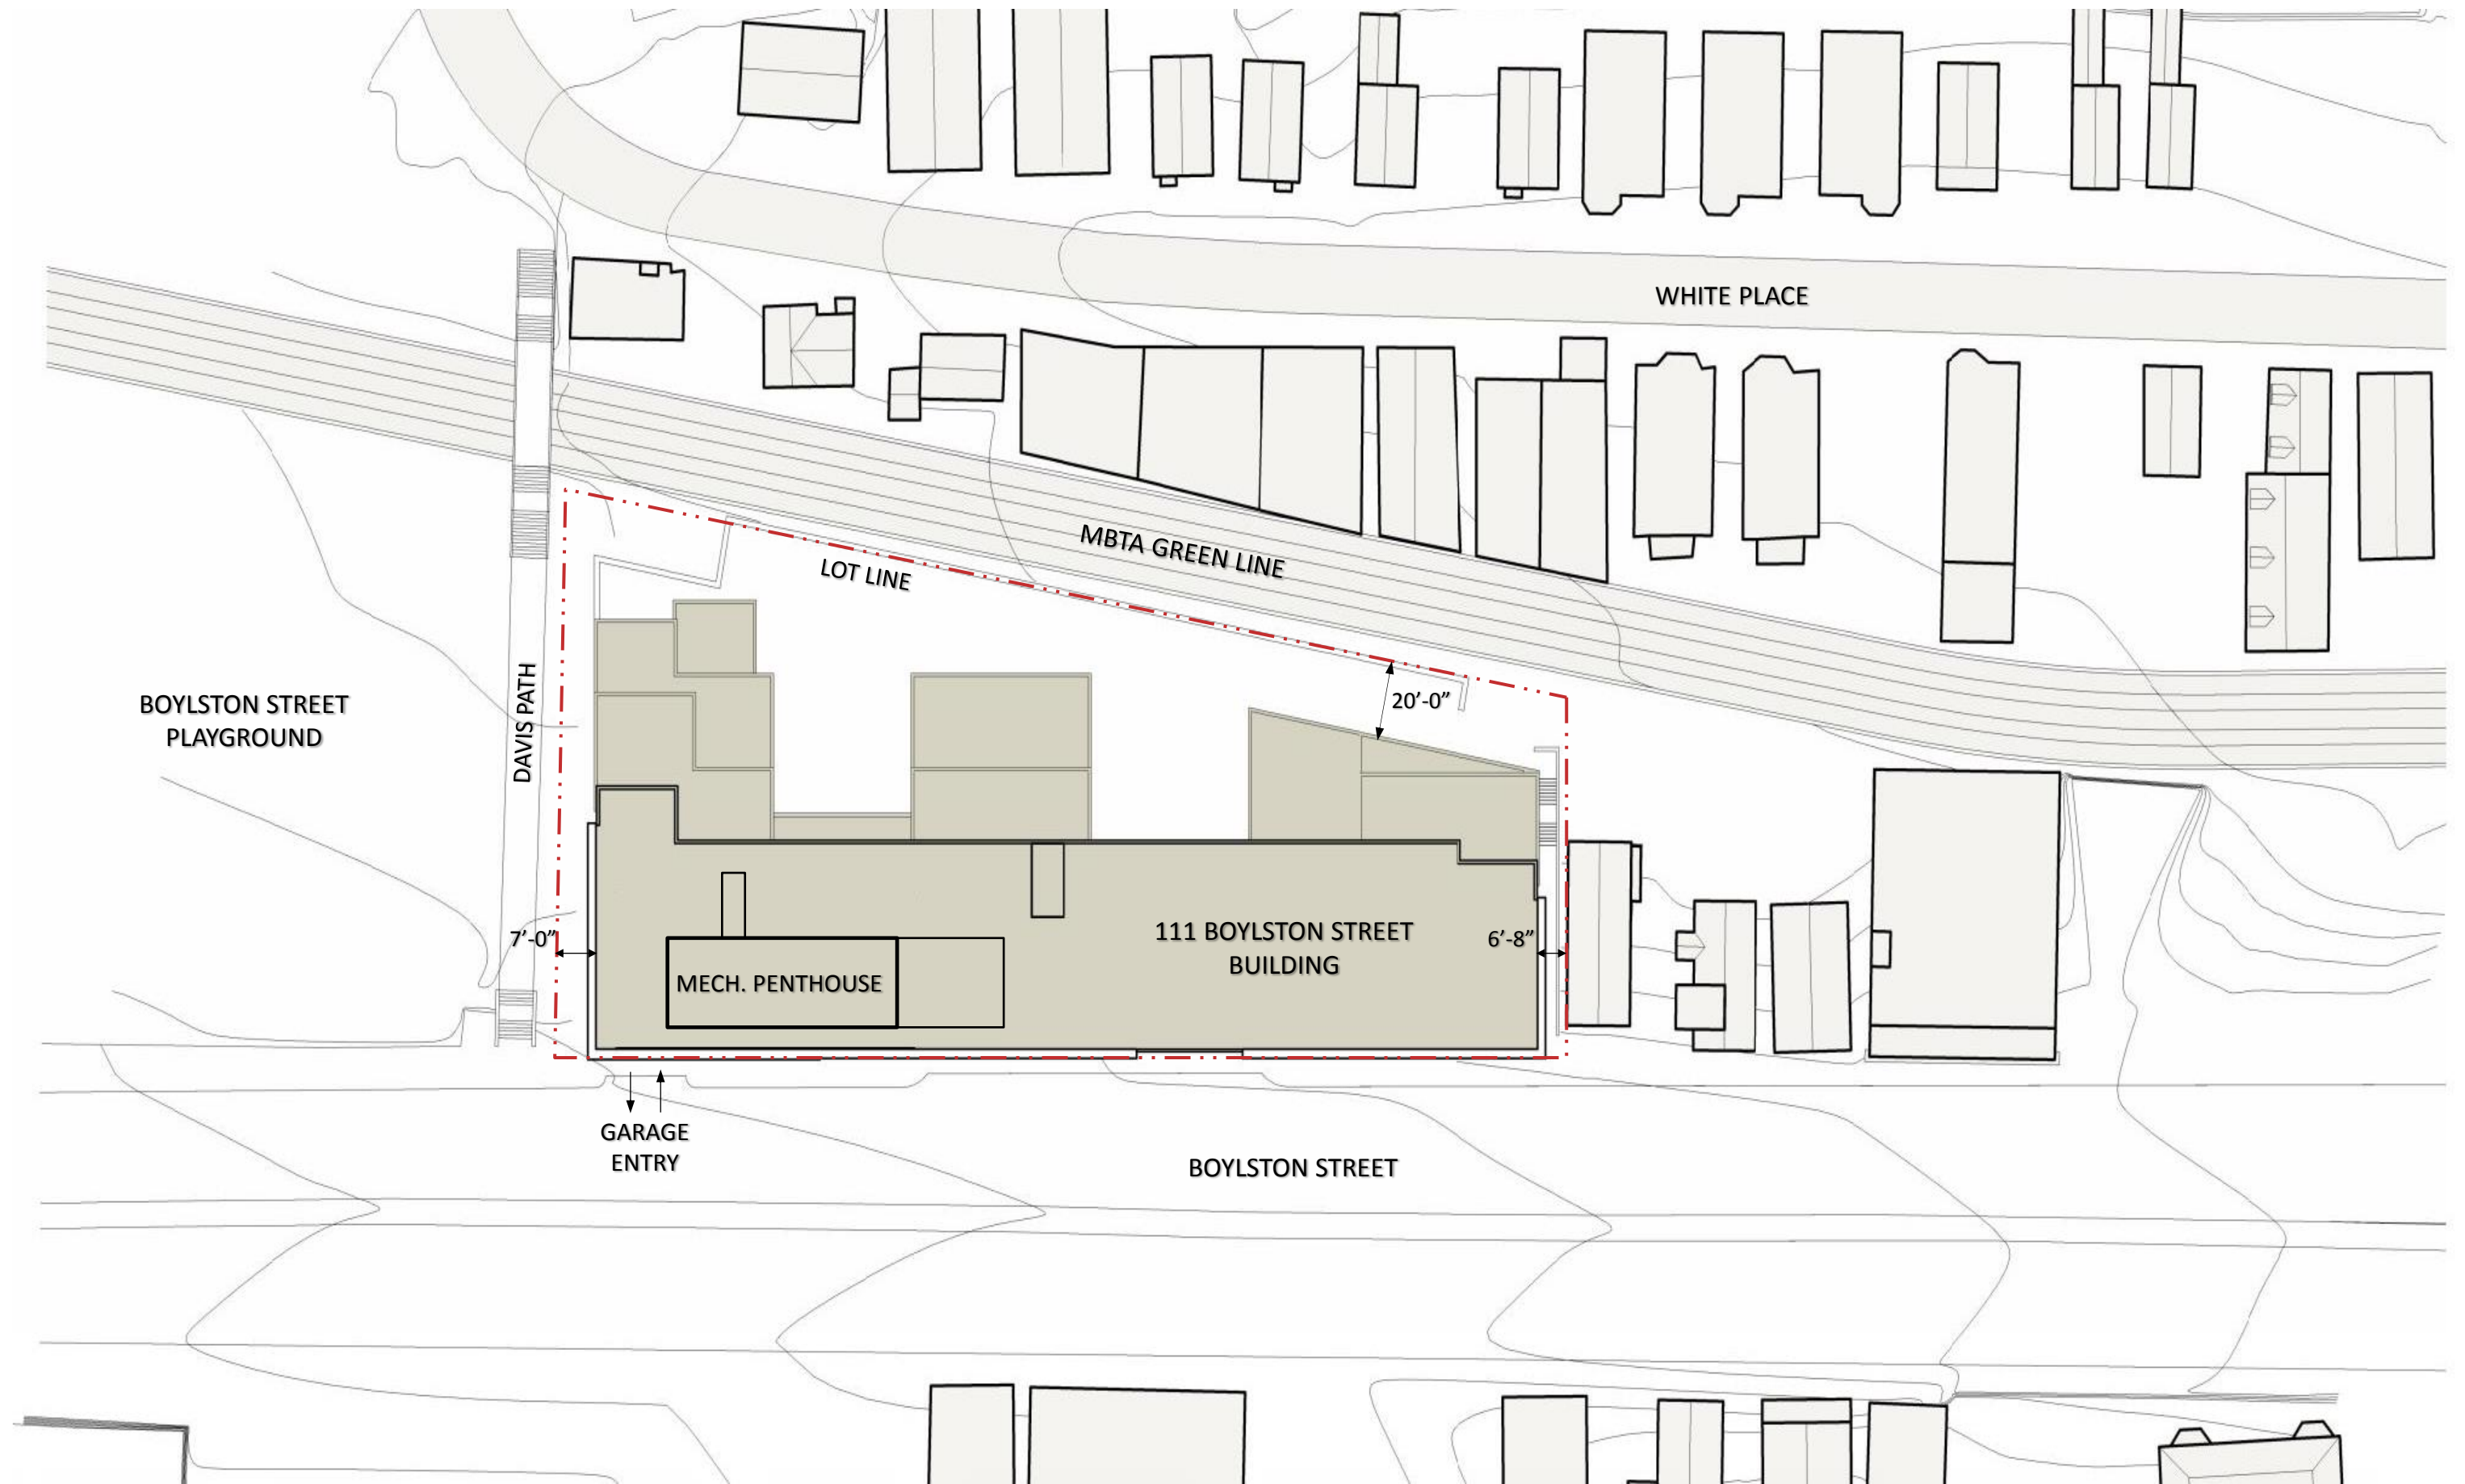 WHITE PLACE
MBTA GREEN LINE
LOT LINE
20’-0”
BOYLSTON STREET
PLAYGROUND
DAVIS PATH
7’-0”
111 BOYLSTON STREET
BUILDING
6’-8”
MECH. PENTHOUSE
GARAGE
ENTRY
BOYLSTON STREET